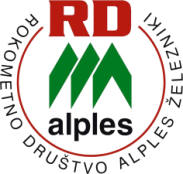 RD
alples
ROKOMETNO DRUŠTVO ALPLES ŽELEZNIKI